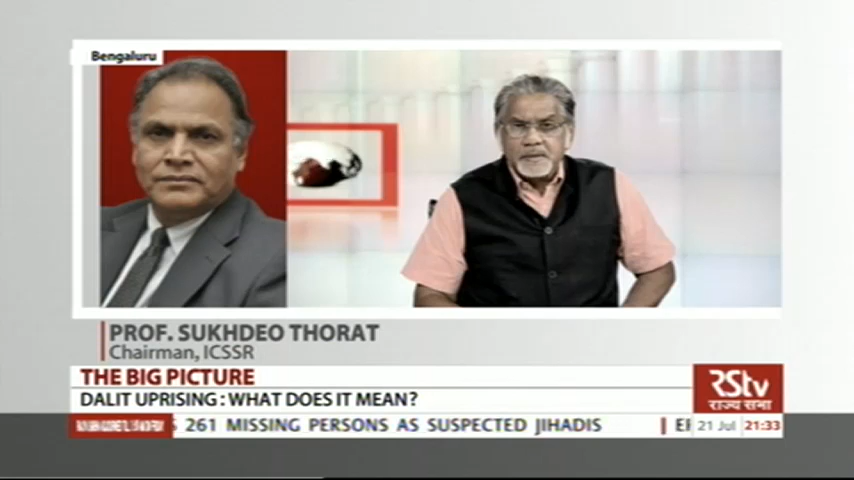 Bengaluru
PROF. SUKHDEO THORAT
Chairman, ICSSR
THE BIG PICTURE
DALIT UPRISING : WHAT DOES IT MEAN?
RStv
राज्य सभा
261 MISSING PERSONS AS SUSPECTED JIHADIS
21 Jul 21:33